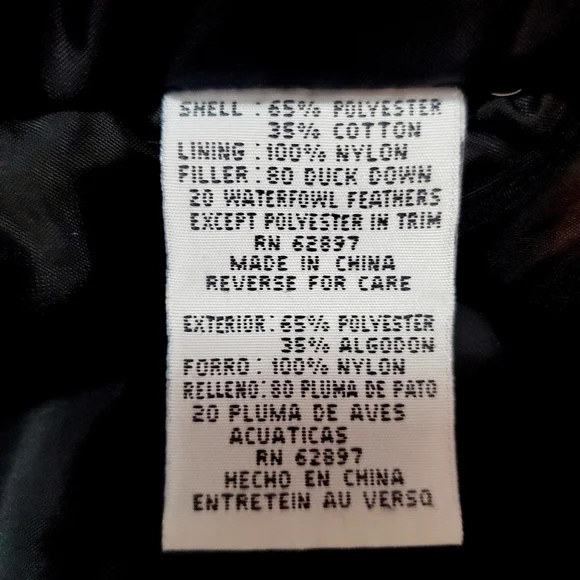 SHELL : 65% POLYESTER
35% COTTON
LINING : 100% NYLON
FILLER : 80 DUCK DOWN
20 WATERFOWL FEATHERS
EXCEPT POLYESTER IN TRIM
RN 62897
MADE IN CHINA
REVERSE FOR CARE
EXTERIOR : 65% POLYESTER
35% ALGODON
FORRO : 100% NYLON
RELLENO : 80 PLUMA DE PATO
20 PLUMA DE AVES
ACUATICAS
RN 62897
HECHO EN CHINA
ENTRETEIN AU VERSO